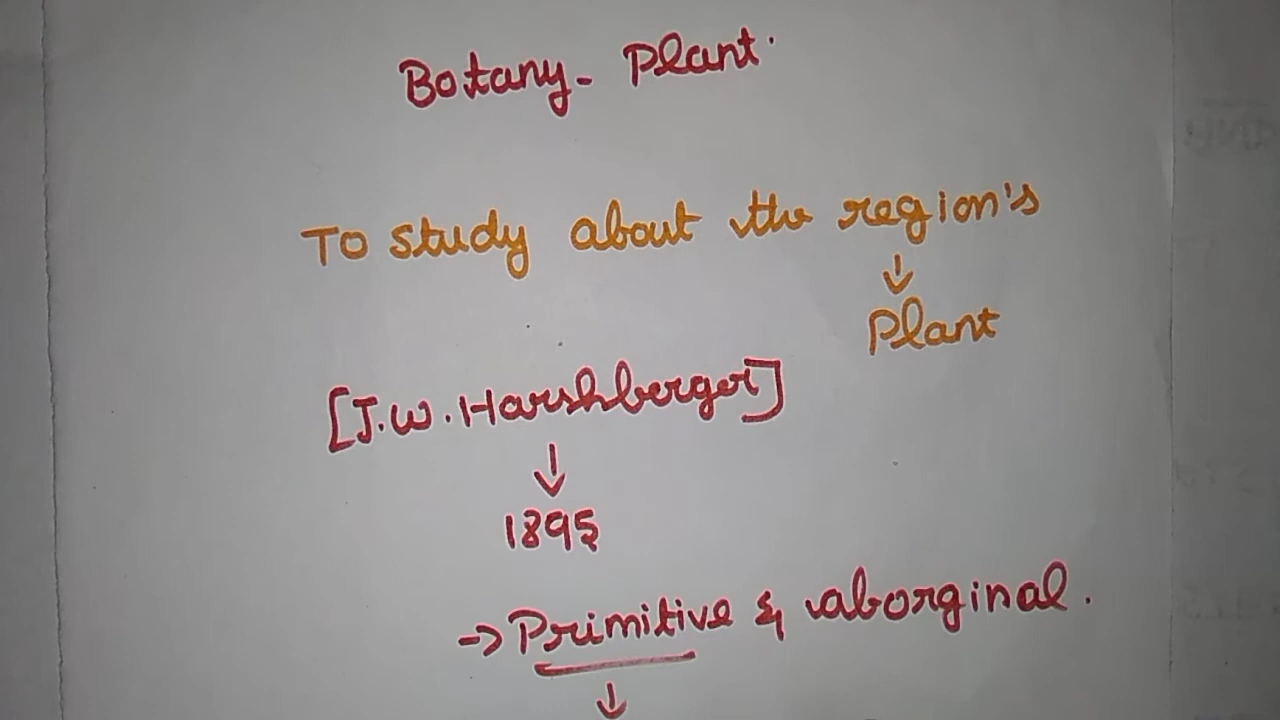 Botany- Plant.
To study about the region's
↓
Plant
[J.W.Harshberger]
↓
1895
→ Primitive & aborginal.
↓